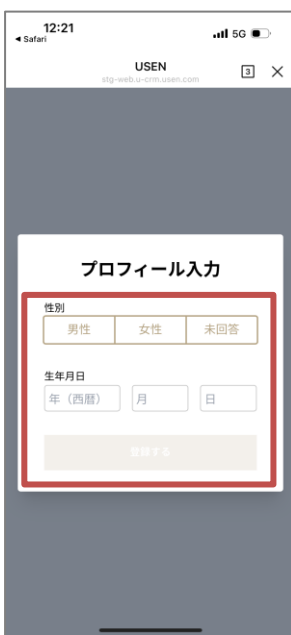 12:21
5G
◀ Safari
USEN
stg-web.u-crm.usen.com
3
プロフィール入力
性別
男性 女性 未回答
生年月日
年（西暦） 月 日
登録する